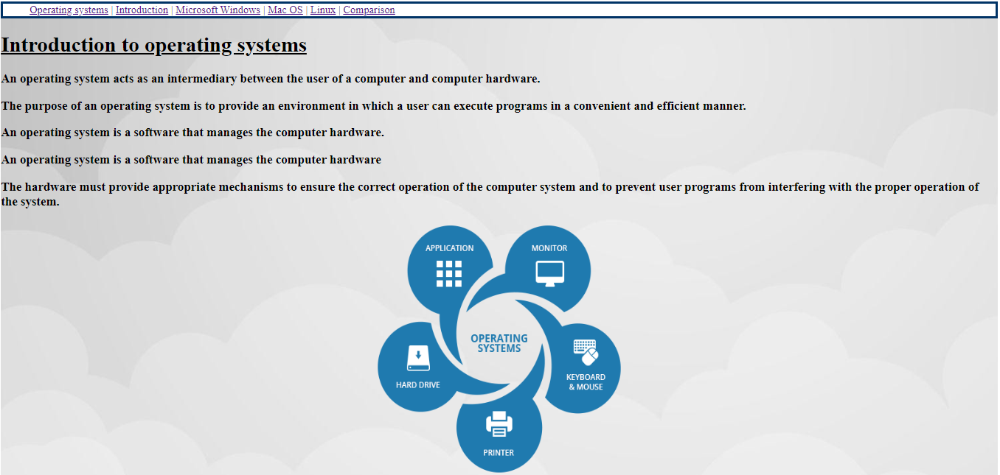 Operating systems | Introduction | Microsoft Windows | Mac OS | Linux | Comparison
Introduction to operating systems
An operating system acts as an intermediary between the user of a computer and computer hardware.
The purpose of an operating system is to provide an environment in which a user can execute programs in a convenient and efficient manner.
An operating system is a software that manages the computer hardware.
An operating system is a software that manages the computer hardware
The hardware must provide appropriate mechanisms to ensure the correct operation of the computer system and to prevent user programs from interfering with the proper operation of
the system.
APPLICATION
MONITOR
OPERATING
SYSTEMS
HARD DRIVE
KEYBOARD
& MOUSE
PRINTER